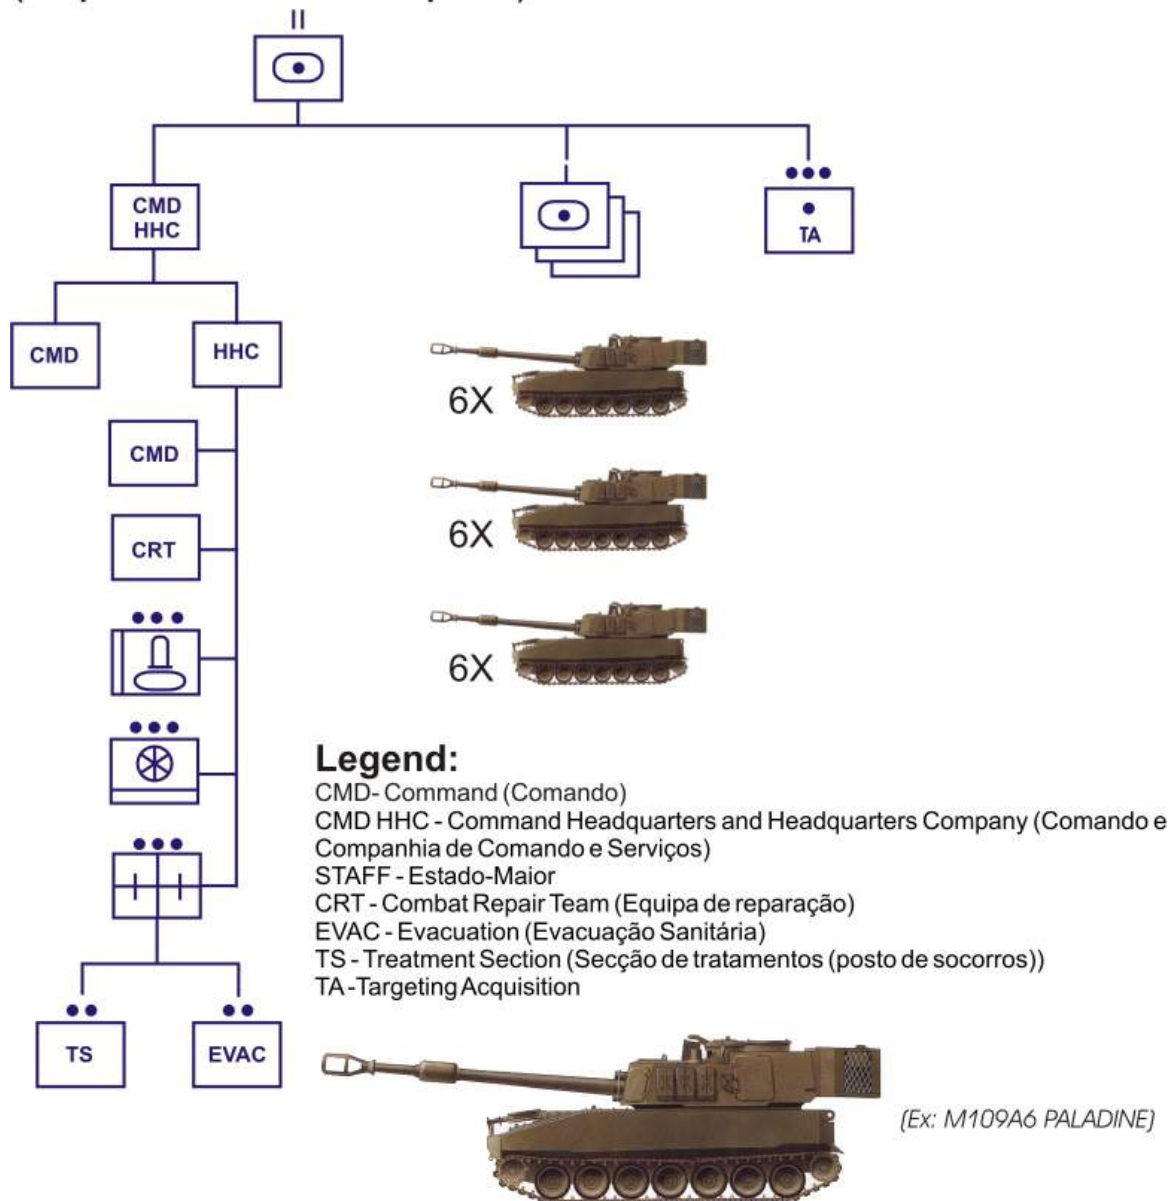 CMD
HHC
TA
CMD
HHC
CMD
6X
CRT
6X
6X
Legend:
CMD- Command (Comando)
CMD HHC - Command Headquarters and Headquarters Company (Comando e
Companhia de Comando e Serviços)
STAFF - Estado-Maior
CRT - Combat Repair Team (Equipa de reparação)
EVAC - Evacuation (Evacuação Sanitária)
TS - Treatment Section (Secção de tratamentos (posto de socorros))
TA -Targeting Acquisition
TS
EVAC
(Ex: M109A6 PALADINE)